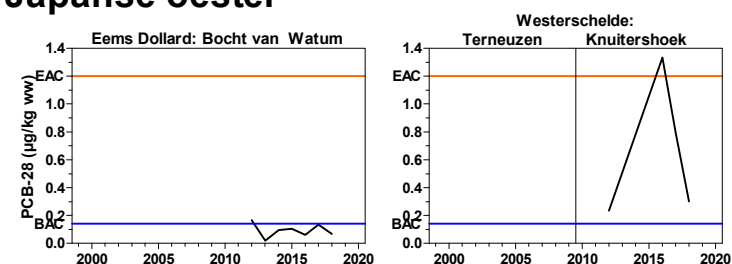 Japanse oester
Westerschelde:
Eems Dollard: Bocht van Watum
Terneuzen Knuitershoek
PCB-28 (µg/kg ww)
1.4
EAC
1.0
0.8
0.6
0.4
0.2
BAC
0.0
2000 2005 2010 2015 2020
1.4
EAC
1.0
0.8
0.6
0.4
0.2
BAC
0.0
2000 2005 2010 2015 2020